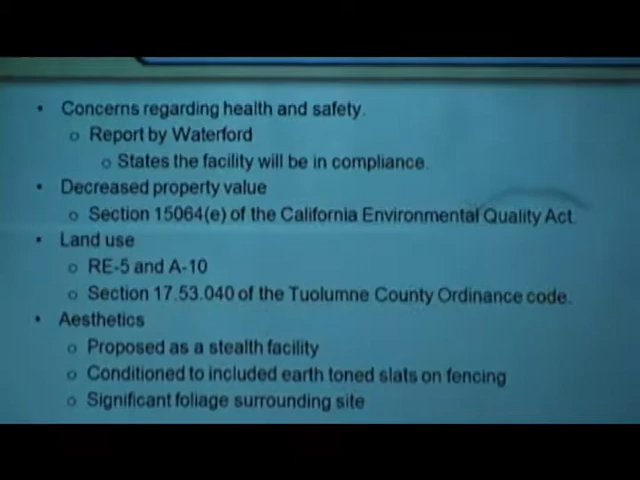 • Concerns regarding health and safety.
o Report by Waterford
o States the facility will be in compliance.
• Decreased property value
o Section 15064(e) of the California Environmental Quality Act.
• Land use
o RE-5 and A-10
o Section 17.53.040 of the Tuolumne County Ordinance code.
• Aesthetics
o Proposed as a stealth facility
o Conditioned to included earth toned slats on fencing
o Significant foliage surrounding site